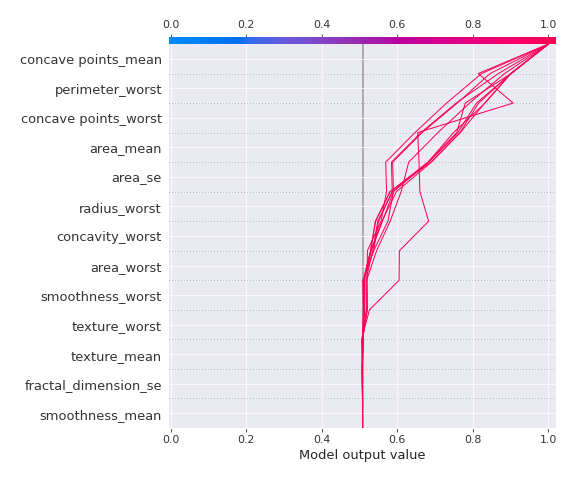 0.0 0.2 0.4 0.6 0.8 1.0
concave points_mean
perimeter_worst
concave points_worst
area_mean
area_se
radius_worst
concavity_worst
area_worst
smoothness_worst
texture_worst
texture_mean
fractal_dimension_se
smoothness_mean
0.0 0.2 0.4 0.6 0.8 1.0
Model output value